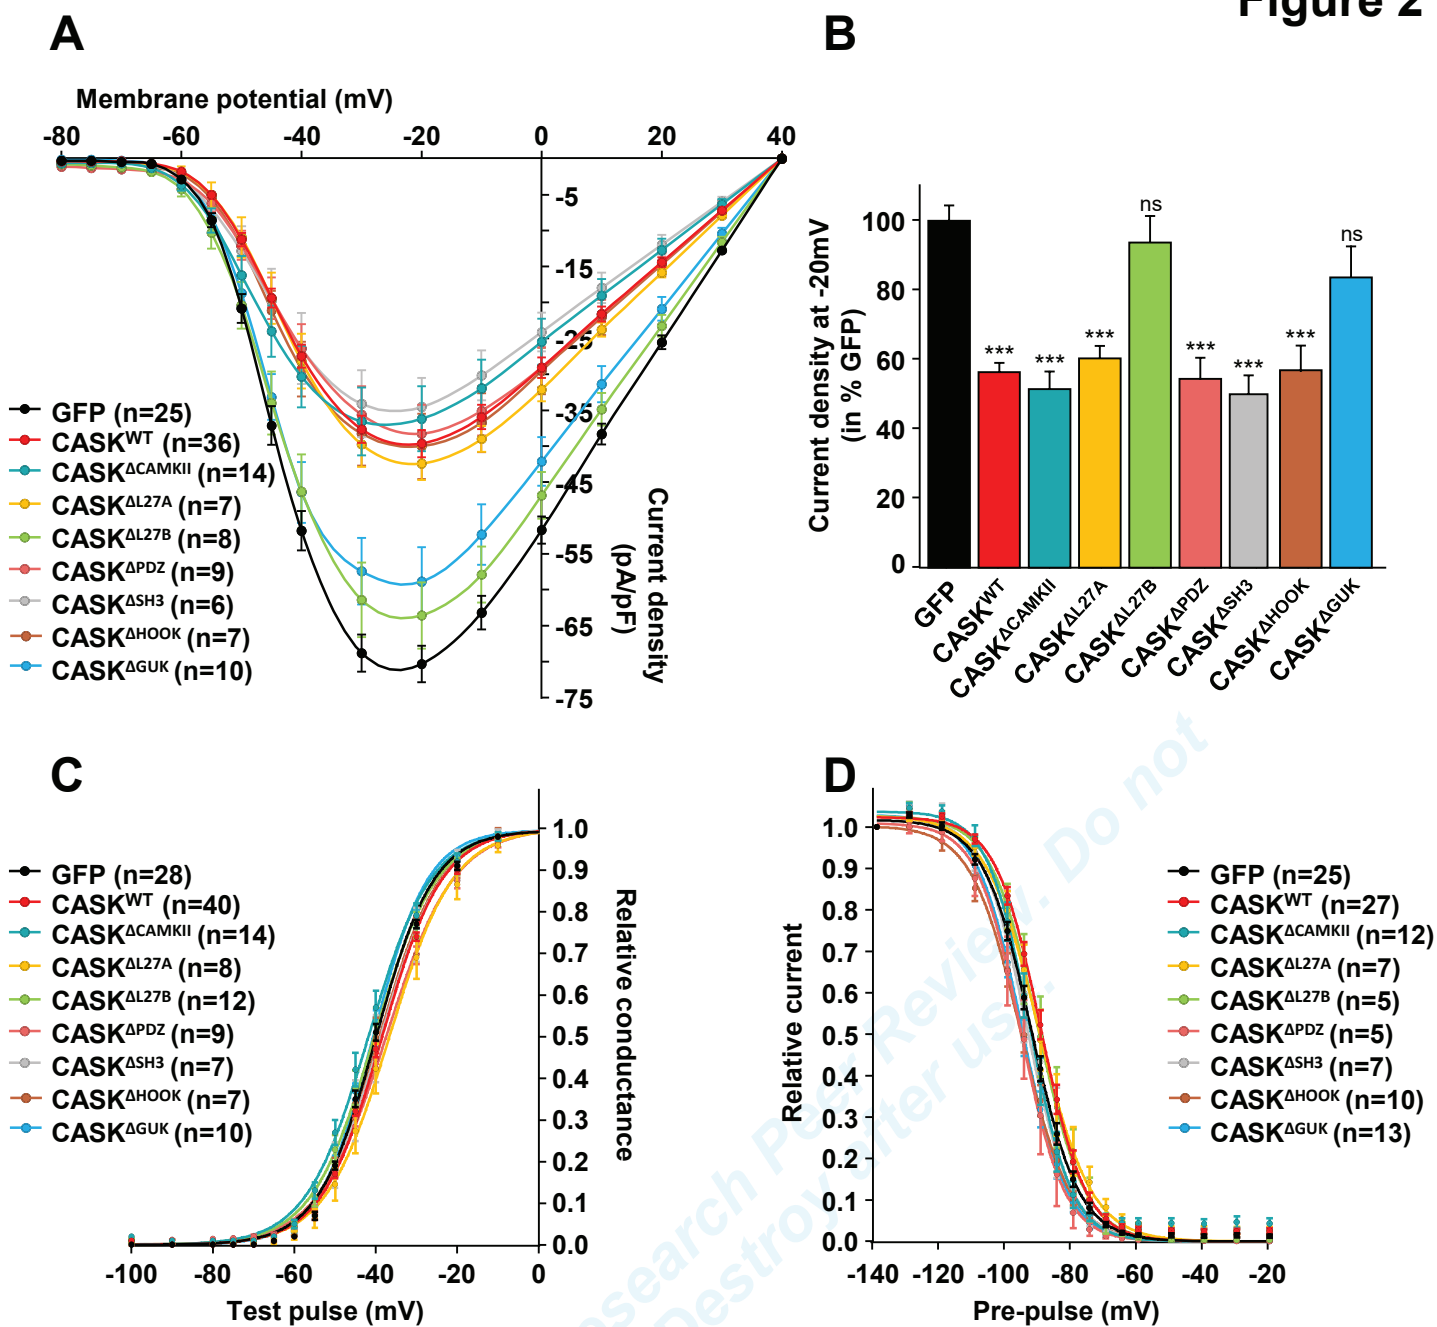 Figure 2
A
Membrane potential (mV)
-80 -60 -40 -20 0 20 40
-5
-15
-25
-35
-45
-55
-65
-75
Current density
(pA/pF)
GFP (n=25)
CASKWT (n=36)
CASKΔCAMKII (n=14)
CASKΔL27A (n=7)
CASKΔL27B (n=8)
CASKΔPDZ (n=9)
CASKΔSH3 (n=6)
CASKΔHOOK (n=7)
CASKΔGUK (n=10)
B
Current density at -20mV
(in % GFP)
100
80
60
40
20
0
*** *** *** ns *** *** *** ns
GFP
CASKWT
CASKΔCAMKII
CASKΔL27A
CASKΔL27B
CASKΔPDZ
CASKΔSH3
CASKΔHOOK
CASKΔGUK
C
GFP (n=28)
CASKWT (n=40)
CASKΔCAMKII (n=14)
CASKΔL27A (n=8)
CASKΔL27B (n=12)
CASKΔPDZ (n=9)
CASKΔSH3 (n=7)
CASKΔHOOK (n=7)
CASKΔGUK (n=10)
1.0
0.9
0.8
0.7
0.6
0.5
0.4
0.3
0.2
0.1
0.0
Relative conductance
-100 -80 -60 -40 -20 0
Test pulse (mV)
D
Relative current
1.0
0.9
0.8
0.7
0.6
0.5
0.4
0.3
0.2
0.1
0.0
-140 -120 -100 -80 -60 -40 -20
Pre-pulse (mV)
GFP (n=25)
CASKWT (n=27)
CASKΔCAMKII (n=12)
CASKΔL27A (n=7)
CASKΔL27B (n=5)
CASKΔPDZ (n=5)
CASKΔSH3 (n=7)
CASKΔHOOK (n=10)
CASKΔGUK (n=13)
Peer Review. Do not
Destroy after use.